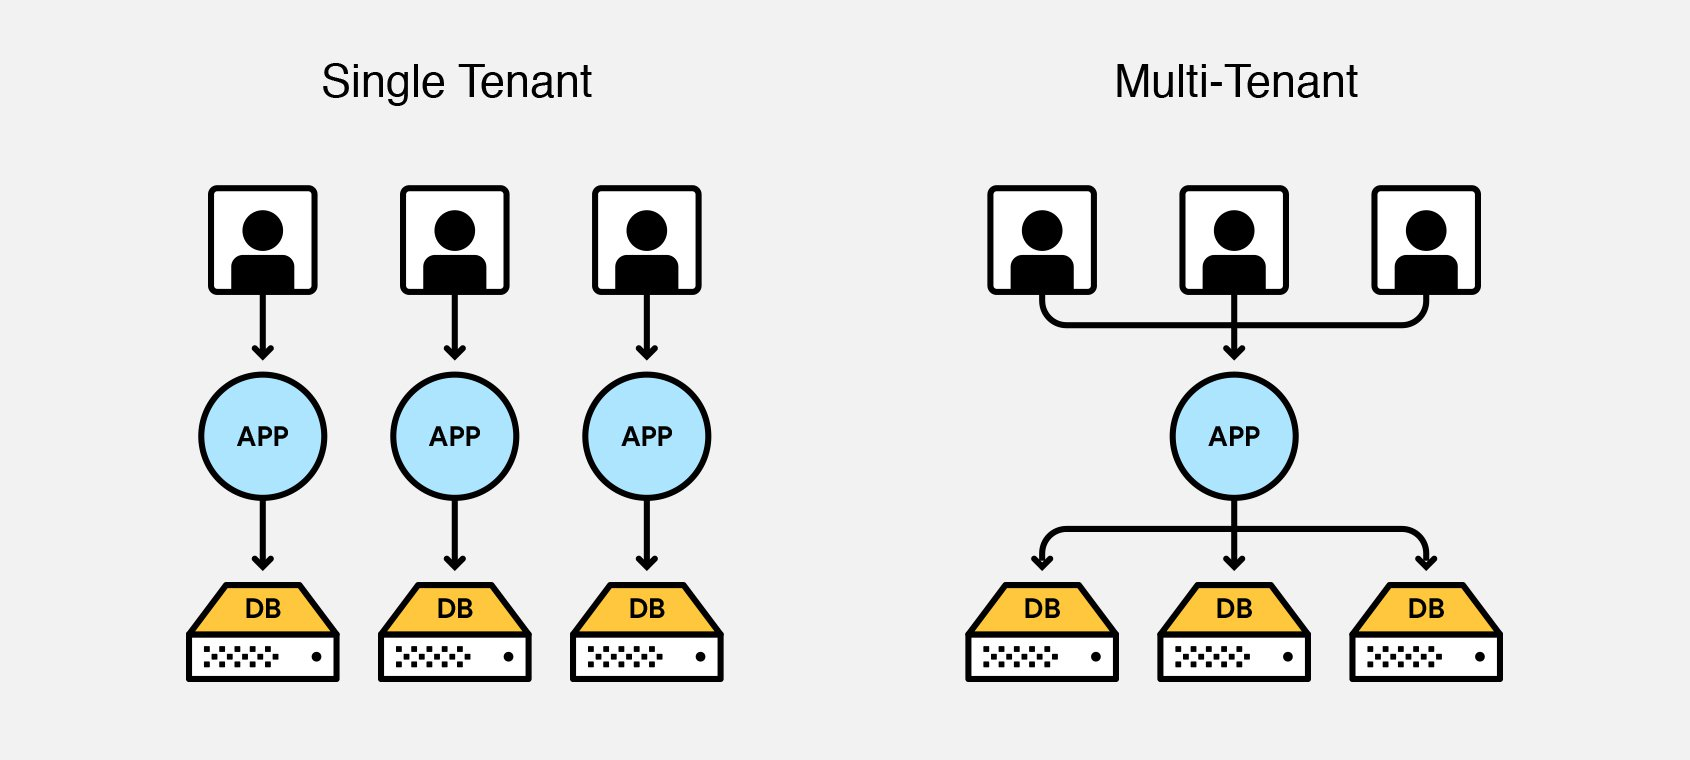 Single Tenant
Multi-Tenant
APP
APP
APP
APP
DB
DB
DB
DB
DB
DB